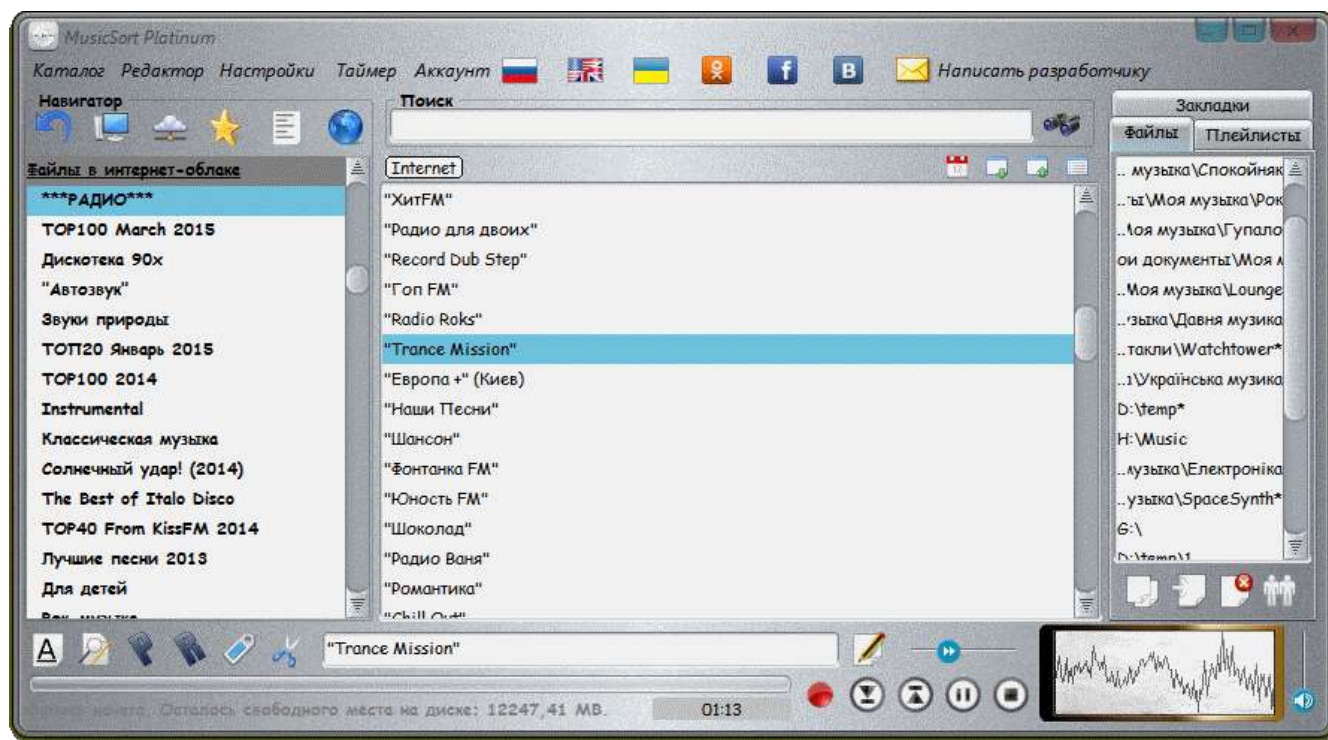 MusicSort Platinum
Каталог Редактор Настройки Таймер Аккаунт f B Написать разработчику
Навигатор
Поиск
Закладки
Файлы Плейлисты
Файлы в интернет-облаке
Internet
***РАДИО***
TOP100 March 2015
Дискотека 90х
"Автозвук"
Звуки природы
ТОП20 Январь 2015
TOP100 2014
Instrumental
Классическая музыка
Солнечный удар! (2014)
The Best of Italo Disco
TOP40 From KissFM 2014
Лучшие песни 2013
Для детей
"ХитFM"
"Радио для двоих"
"Record Dub Step"
"Гоп FM"
"Radio Roks"
"Trance Mission"
"Европа +" (Киев)
"Наши Песни"
"Шансон"
"Фонтанка FM"
"Юность FM"
"Шоколад"
"Радио Ваня"
"Романтика"
"Chill Out"
.. музыка\Спокойняк
..ты\Моя музыка\Рок
..Моя музыка\Гупало
ои документы\Моя м
..Моя музыка\Lounge
..узыка\Давня музика
..такли\Watchtower*
..1\Українська музика
D:\temp*
H:\Music
..музыка\Електроніка
..узыка\SpaceSynth*
G:\
D:\temp\1
A
"Trance Mission"
Осталось свободного места на диске: 12247,41 MB.
01:13